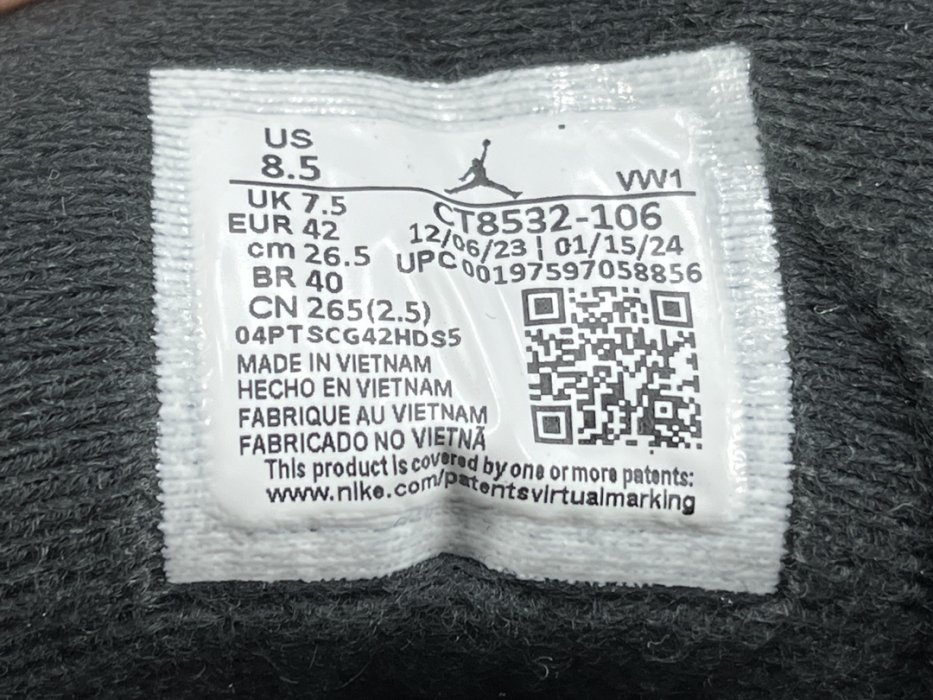 US
8.5
VW1
UK 7.5
EUR 42
cm 26.5
BR 40
CN 265(2.5)
CT8532-106
12/06/23 | 01/15/24
UPC 00197597058856
04PTSCG42HDS5
MADE IN VIETNAM
HECHO EN VIETNAM
FABRIQUE AU VIETNAM
FABRICADO NO VIETNÃ
This product is covered by one or more patents:
www.nike.com/patentsvirtualmarking